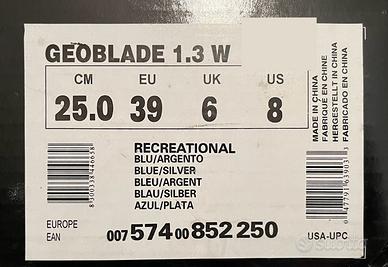 GEOBLADE 1.3 W
CM EU UK US
25.0 39 6 8
RECREATIONAL
BLU/ARGENTO
BLUE/SILVER
BLEU/ARGENT
BLAU/SILBER
AZUL/PLATA
EUROPE
EAN
007 574 00 852 250
USA-UPC
MADE IN CHINA
FABRIQUE EN CHINE
HERGESTELLT IN CHINA
FABRICADO EN CHINA